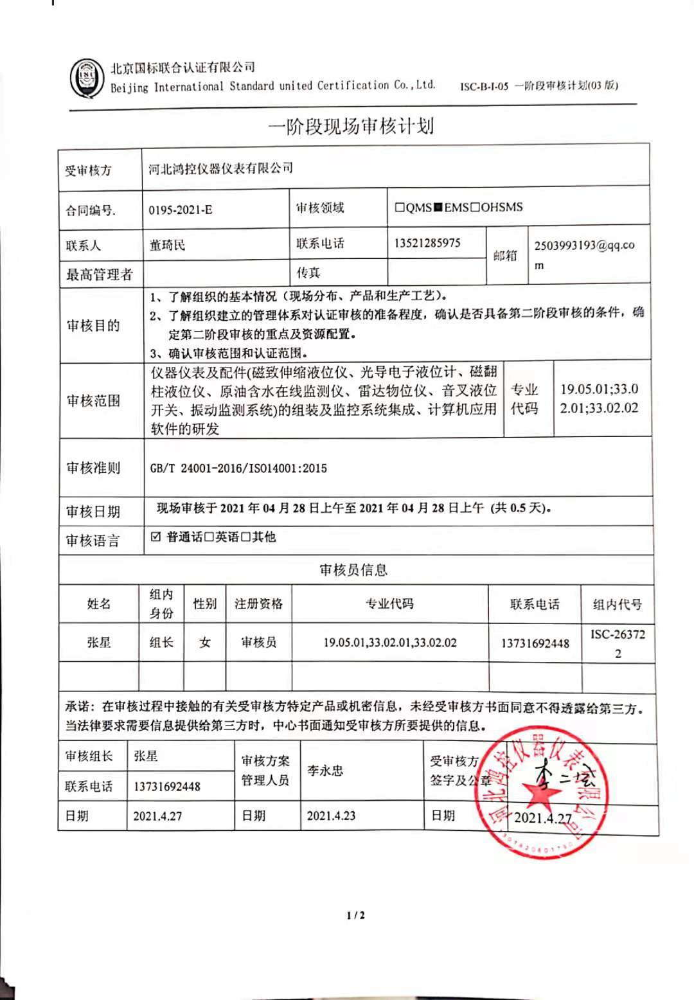 北京国标联合认证有限公司
Beijing International Standard united Certification Co.,Ltd. ISC-B-I-05 一阶段审核计划(03版)
一阶段现场审核计划
受审核方 河北鸿控仪器仪表有限公司
合同编号. 0195-2021-E 审核领域 □QMS■EMS□OHSMS
联系人 董琦民 联系电话 13521285975 邮箱 2503993193@qq.co
m
最高管理者 传真
审核目的
1、了解组织的基本情况（现场分布、产品和生产工艺）。
2、了解组织建立的管理体系对认证审核的准备程度，确认是否具备第二阶段审核的条件，确
定第二阶段审核的重点及资源配置。
3、确认审核范围和认证范围。
审核范围
仪器仪表及配件(磁致伸缩液位仪、光导电子液位计、磁翻
柱液位仪、原油含水在线监测仪、雷达物位仪、音叉液位
开关、振动监测系统)的组装及监控系统集成、计算机应用
软件的研发
专业
代码
19.05.01;33.0
2.01;33.02.02
审核准则 GB/T 24001-2016/ISO14001:2015
审核日期 现场审核于 2021 年 04 月 28 日上午至 2021 年 04 月 28 日上午 (共 0.5 天)。
审核语言 ☑ 普通话□英语□其他
审核员信息
姓名 组内
身份 性别 注册资格 专业代码 联系电话 组内代号
张星 组长 女 审核员 19.05.01,33.02.01,33.02.02 13731692448 ISC-26372
2
承诺：在审核过程中接触的有关受审核方特定产品或机密信息，未经受审核方书面同意不得透露给第三方。
当法律要求需要信息提供给第三方时，中心书面通知受审核方所要提供的信息。
审核组长 张星 审核方案
管理人员 李永忠 受审核方
签字及公章
联系电话 13731692448
日期 2021.4.27 日期 2021.4.23 日期 2021.4.27
河北鸿控仪器仪表有限公司
1 / 2